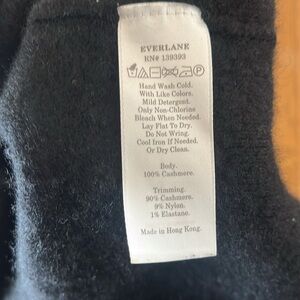 EVERLANE
RN# 139393
Hand Wash Cold.
With Like Colors.
Mild Detergent.
Only Non-Chlorine
Bleach When Needed.
Lay Flat To Dry.
Do Not Wring.
Cool Iron If Needed.
Or Dry Clean.
Body.
100% Cashmere.
Trimming.
90% Cashmere.
9% Nylon.
1% Elastane.
Made in Hong Kong.